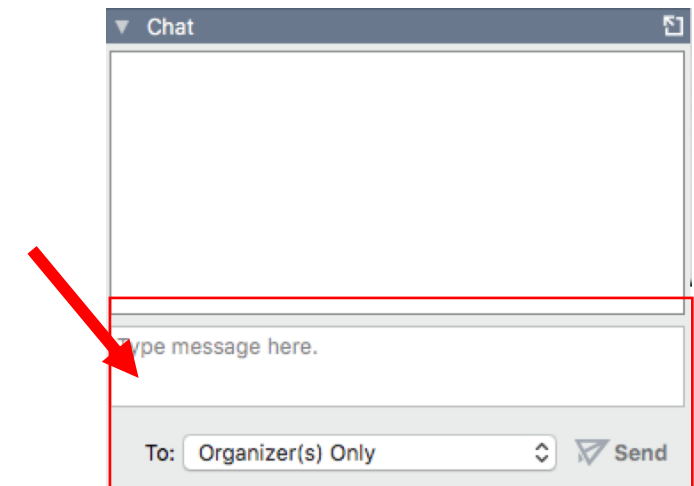 Chat
Type message here.
To: Organizer(s) Only Send